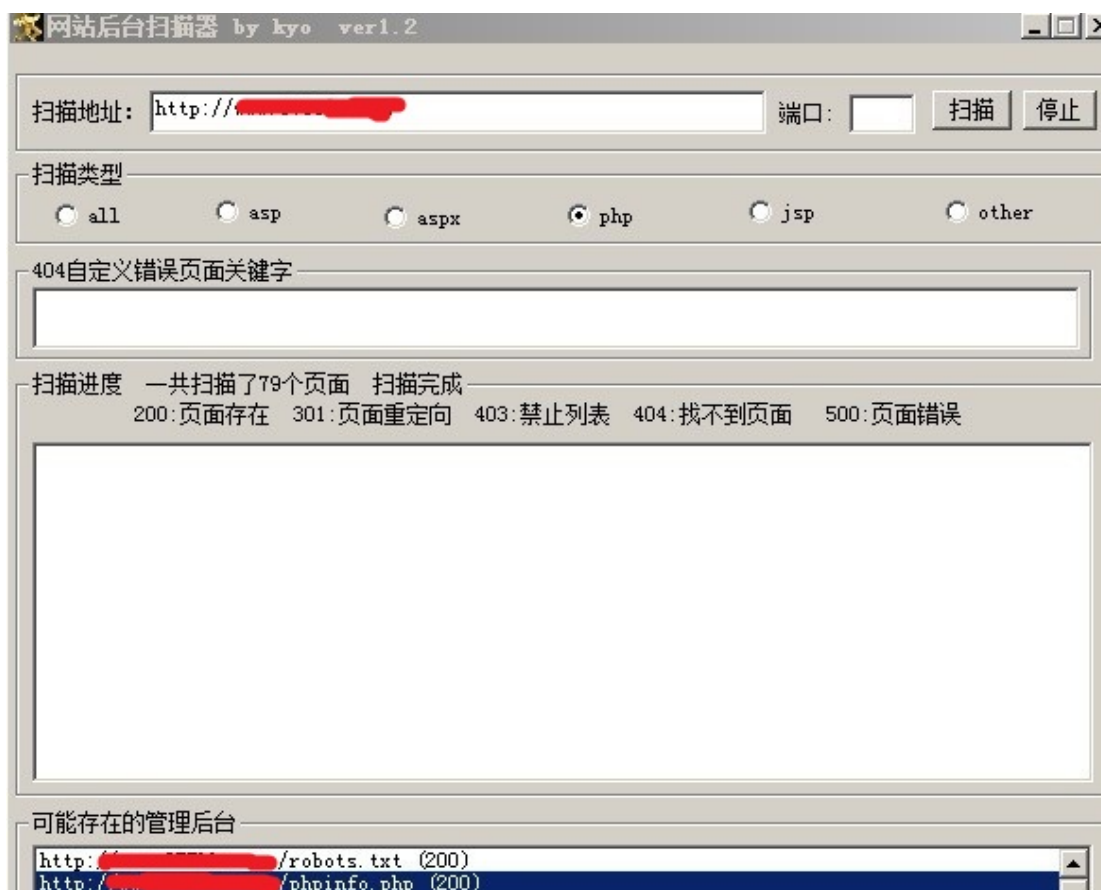 网站后台扫描器 by kyo ver1.2
扫描地址: http:// 端口: 扫描 停止
扫描类型
all asp aspx php jsp other
404自定义错误页面关键字
扫描进度 一共扫描了79个页面 扫描完成
200:页面存在 301:页面重定向 403:禁止列表 404:找不到页面 500:页面错误
可能存在的管理后台
http:/ /robots.txt (200)
http:/ /phpinfo.php (200)